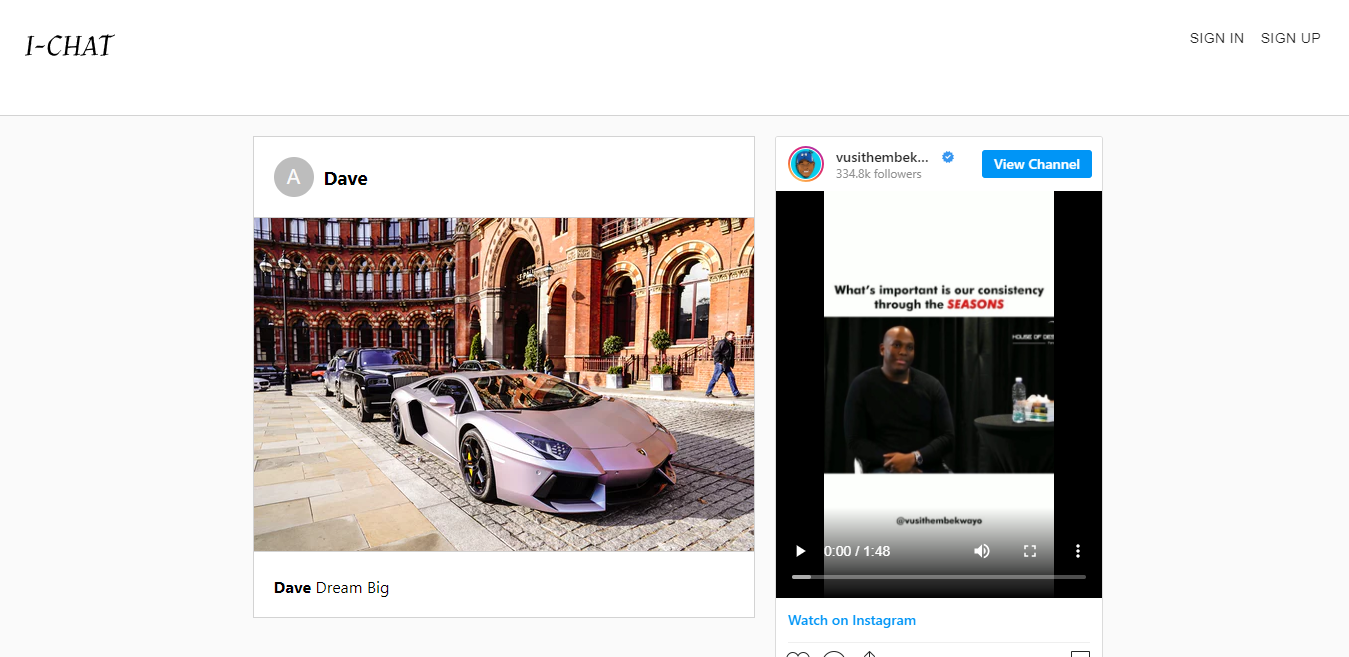 I-CHAT
SIGN IN SIGN UP
A
Dave
Dave Dream Big
vusithembek...
334.8k followers
View Channel
What's important is our consistency
through the SEASONS
HOUSE OF DES
@vusithembekwayo
0:00 / 1:48
Watch on Instagram